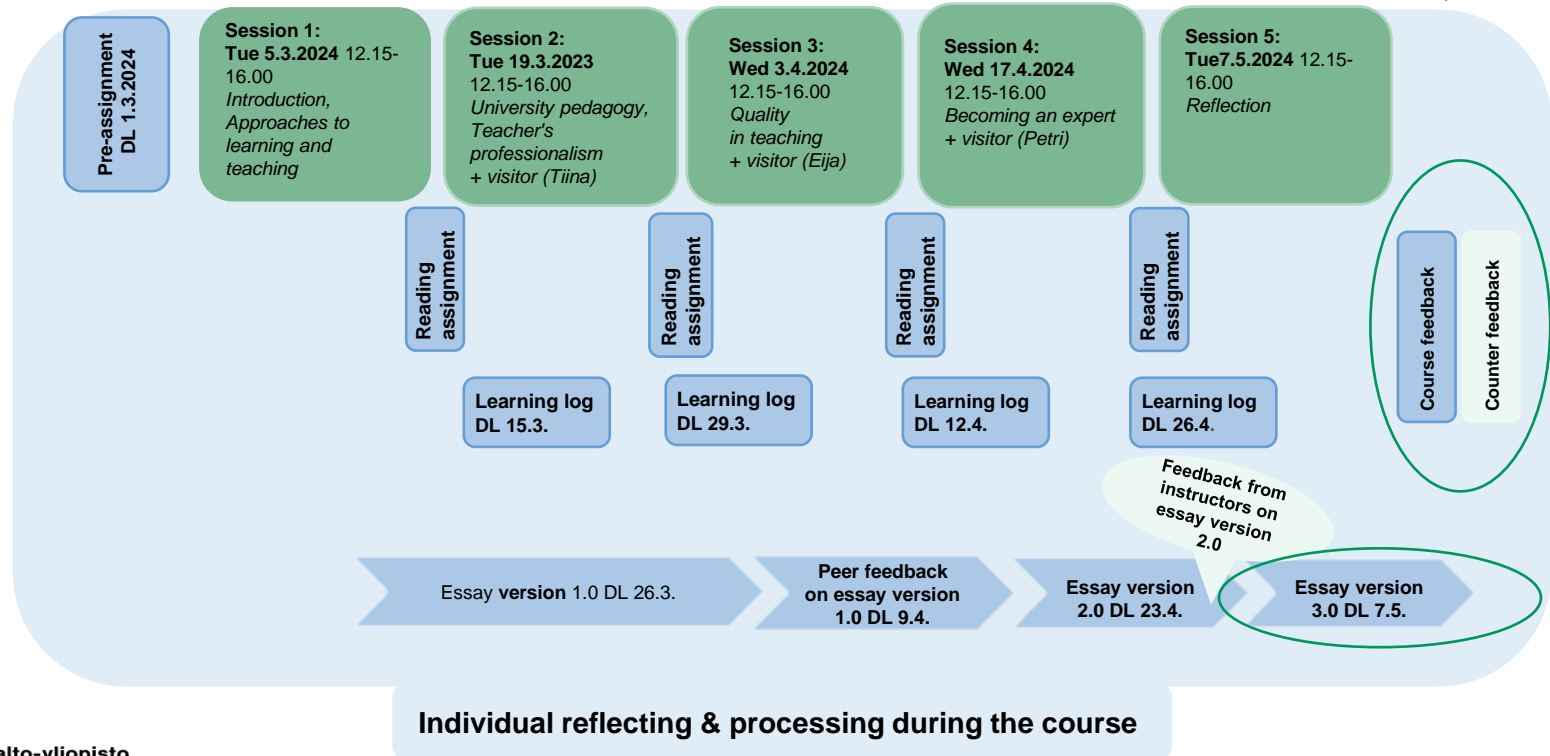 Pre-assignment
DL 1.3.2024
Session 1:
Tue 5.3.2024 12.15-
16.00
Introduction,
Approaches to
learning and
teaching
Session 2:
Tue 19.3.2023
12.15-16.00
University pedagogy,
Teacher's
professionalism
+ visitor (Tiina)
Session 3:
Wed 3.4.2024
12.15-16.00
Quality
in teaching
+ visitor (Eija)
Session 4:
Wed 17.4.2024
12.15-16.00
Becoming an expert
+ visitor (Petri)
Session 5:
Tue7.5.2024 12.15-
16.00
Reflection
Reading
assignment
Reading
assignment
Reading
assignment
Reading
assignment
Course feedback
Counter feedback
Learning log
DL 15.3.
Learning log
DL 29.3.
Learning log
DL 12.4.
Learning log
DL 26.4.
Feedback from
instructors on
essay version
2.0
Essay version 1.0 DL 26.3.
Peer feedback
on essay version
1.0 DL 9.4.
Essay version
2.0 DL 23.4.
Essay version
3.0 DL 7.5.
Individual reflecting & processing during the course
alto-yliopisto